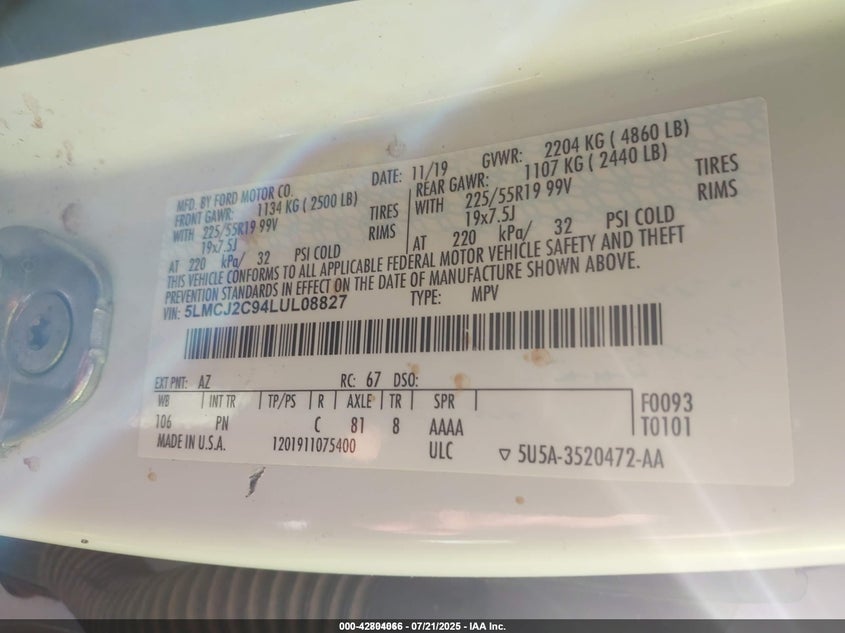 MFD. BY FORD MOTOR CO.
DATE: 11/19 GVWR: 2204 KG ( 4860 LB)
FRONT GAWR: 1134 KG ( 2500 LB)
REAR GAWR: 1107 KG ( 2440 LB)
WITH 225/55R19 99V TIRES
WITH 225/55R19 99V TIRES
19x7.5J RIMS
19x7.5J RIMS
AT 220 kPa/ 32 PSI COLD
AT 220 kPa/ 32 PSI COLD
THIS VEHICLE CONFORMS TO ALL APPLICABLE FEDERAL MOTOR VEHICLE SAFETY AND THEFT
PREVENTION STANDARDS IN EFFECT ON THE DATE OF MANUFACTURE SHOWN ABOVE.
VIN: 5LMCJ2C94LUL08827 TYPE: MPV
EXT PNT: AZ RC: 67 DSO:
WB INT TR TP/PS R AXLE TR SPR
106 PN C 81 8 AAAA
F0093
T0101
MADE IN U.S.A. 1201911075400 ULC ▽ 5U5A-3520472-AA
000-42804066 - 07/21/2025 - IAA Inc.